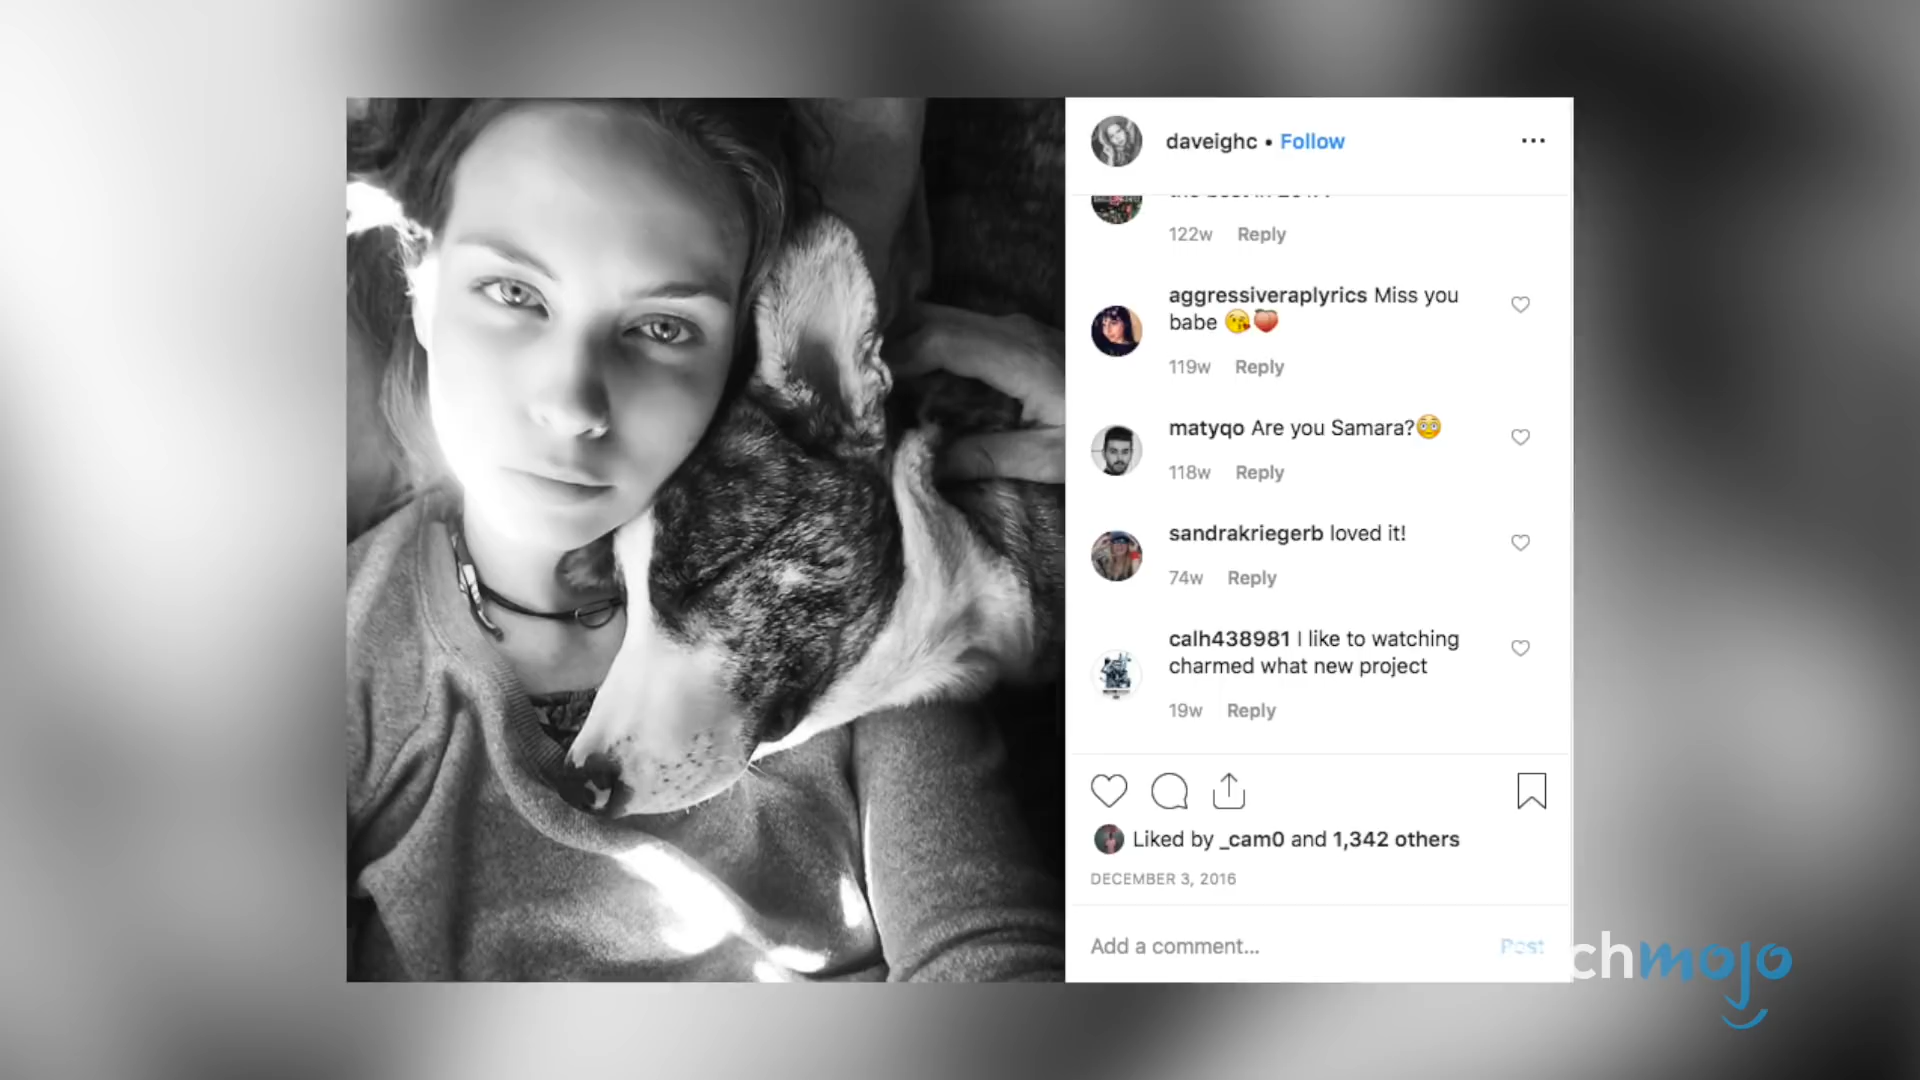 daveighc • Follow
122w Reply
aggressiveraplyrics Miss you
babe 😘🍑
119w Reply
matyqo Are you Samara?😳
118w Reply
sandrakriegerb loved it!
74w Reply
calh438981 I like to watching
charmed what new project
19w Reply
Liked by _cam0 and 1,342 others
DECEMBER 3, 2016
Add a comment... Post
chmojo